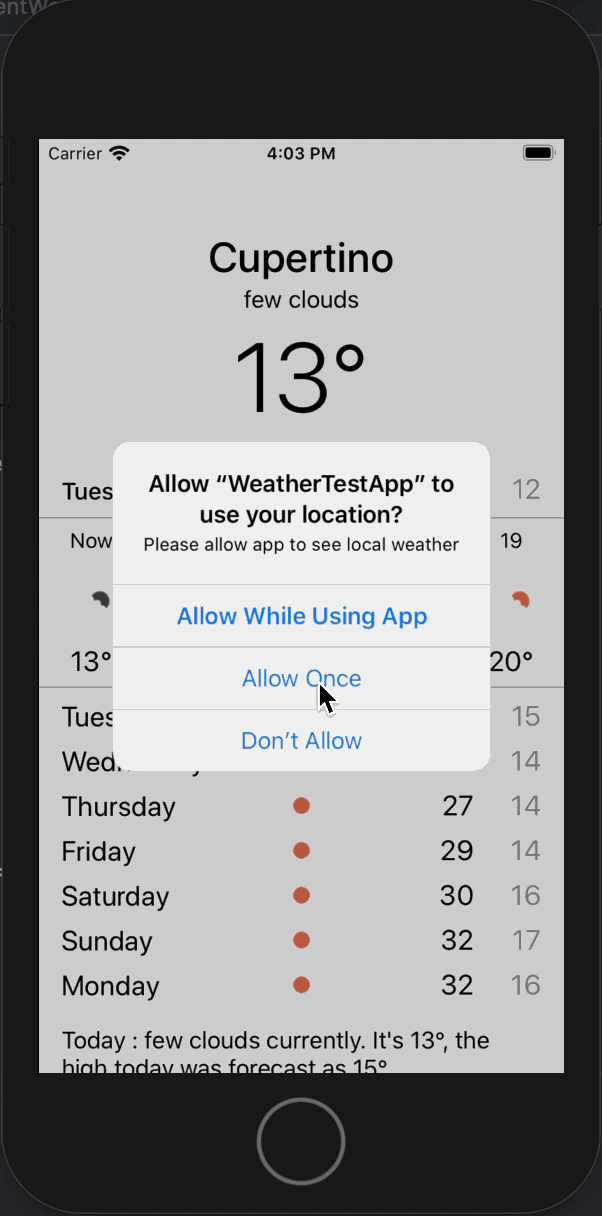 entWe
Carrier 4:03 PM
Cupertino
few clouds
13°
Tues 12
Allow “WeatherTestApp” to
use your location?
Please allow app to see local weather
Now 19
Allow While Using App
13° 20°
Allow Once
Tues 15
Don’t Allow
14
Thursday 27 14
Friday 29 14
Saturday 30 16
Sunday 32 17
Monday 32 16
Today : few clouds currently. It's 13°, the
high today was forecast as 15°